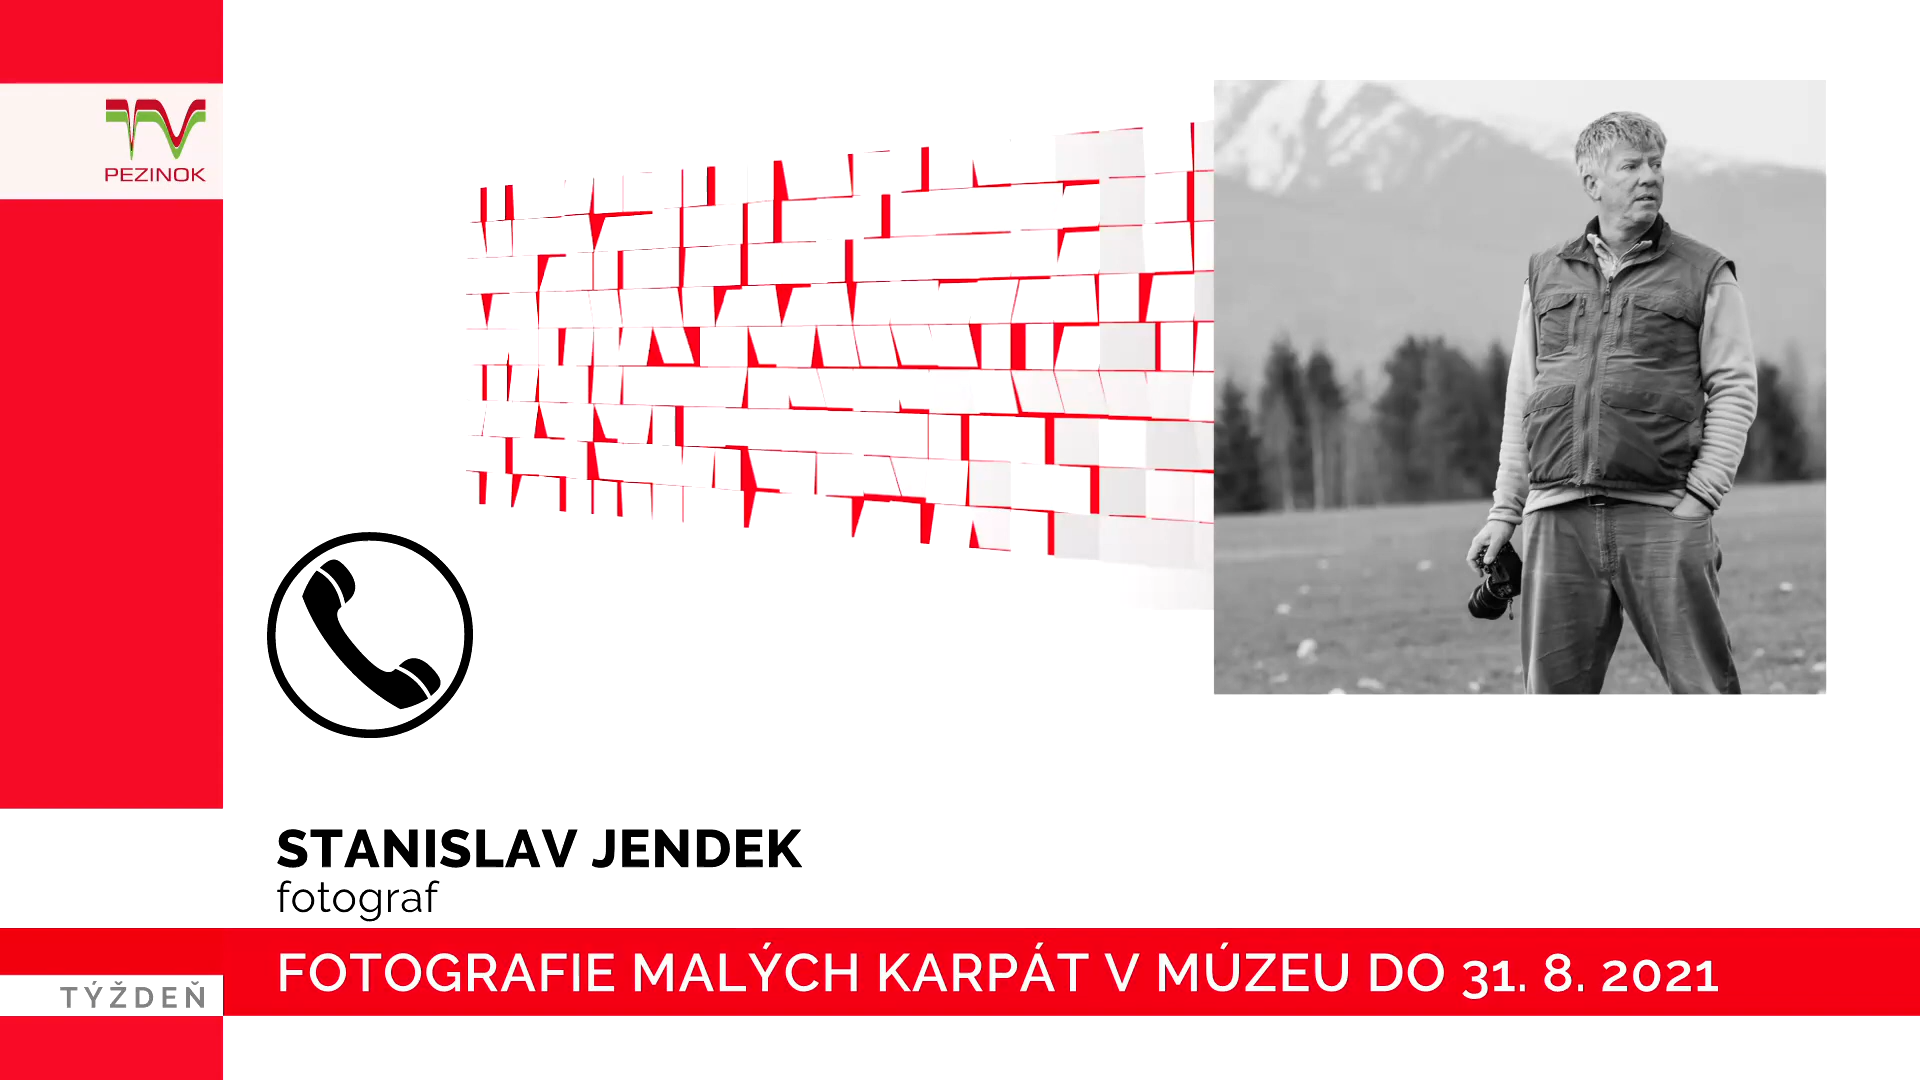 TV
PEZINOK
STANISLAV JENDEK
fotograf
FOTOGRAFIE MALÝCH KARPÁT V MÚZEU DO 31. 8. 2021
TÝŽDEŇ